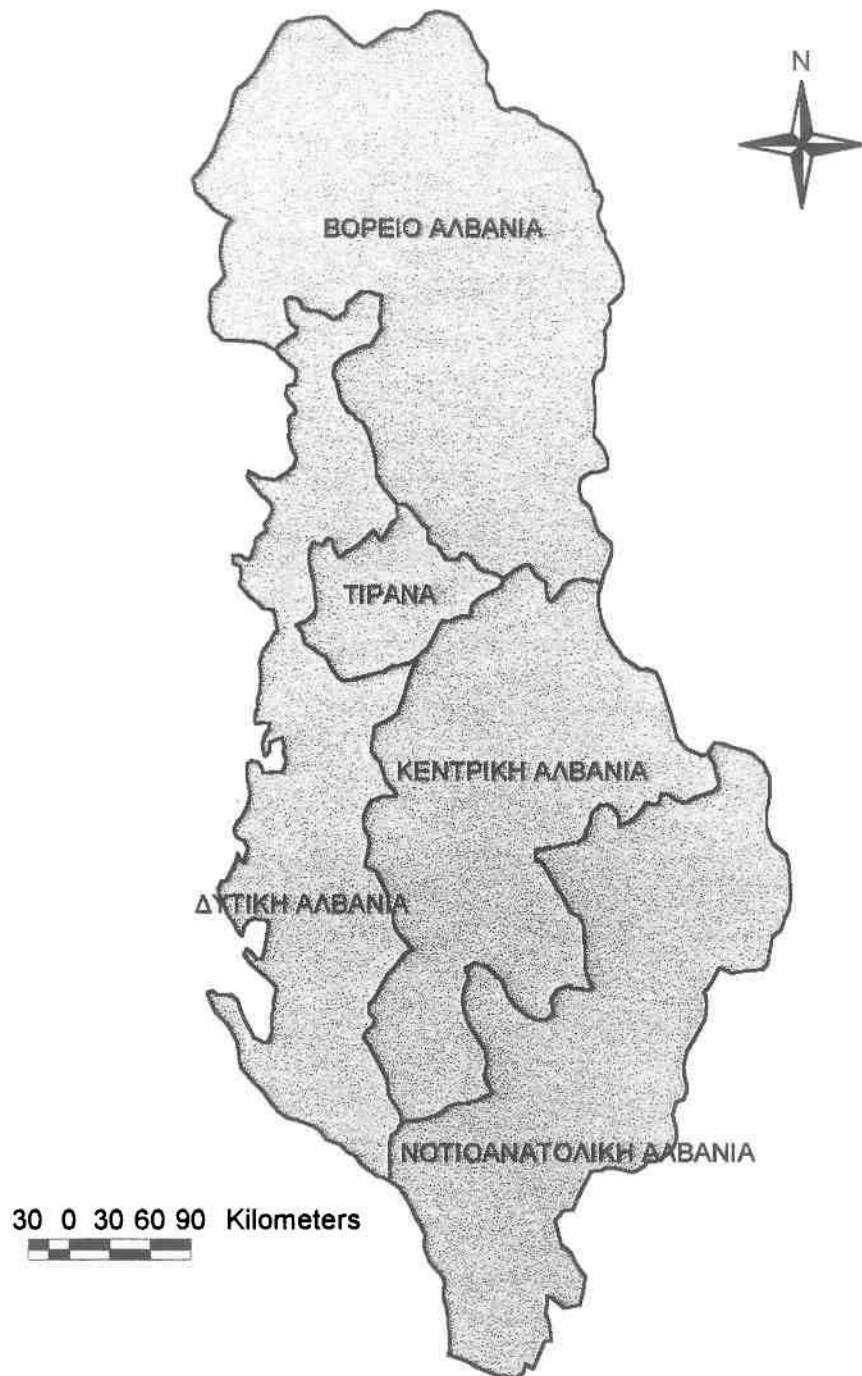 N
ΒΟΡΕΙΟ ΑΛΒΑΝΙΑ
ΤΙΡΑΝΑ
ΚΕΝΤΡΙΚΗ ΑΛΒΑΝΙΑ
ΔΥΤΙΚΗ ΑΛΒΑΝΙΑ
ΝΟΤΙΟΑΝΑΤΟΛΙΚΗ ΑΛΒΑΝΙΑ
30 0 30 60 90 Kilometers